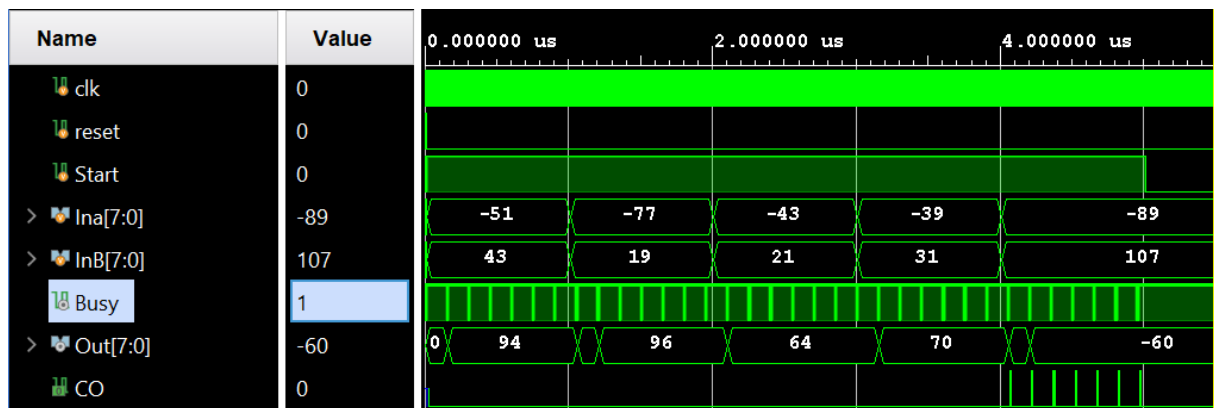 Name Value 0.000000 us 2.000000 us 4.000000 us
clk 0
reset 0
Start 0
> Ina[7:0] -89 -51 -77 -43 -39 -89
> InB[7:0] 107 43 19 21 31 107
Busy 1
> Out[7:0] -60 0 94 96 64 70 -60
CO 0